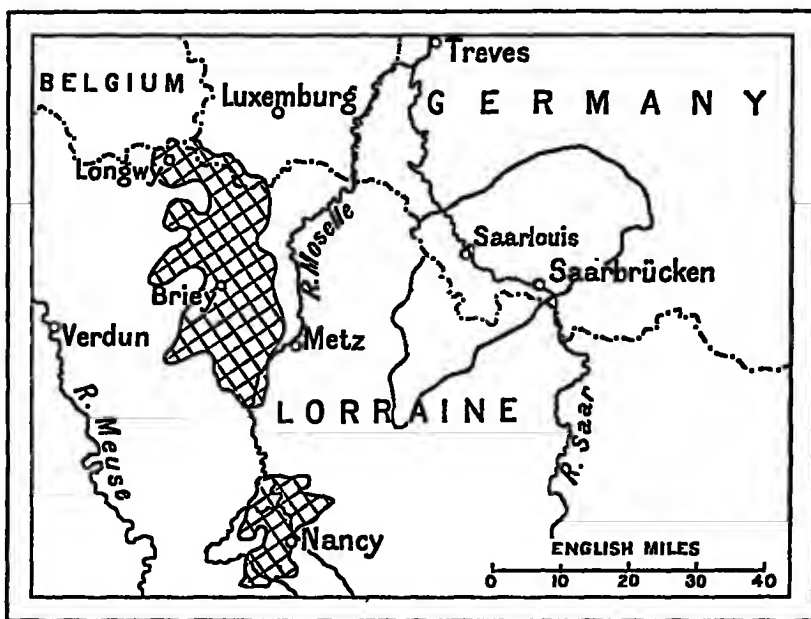 Treves
BELGIUM
Luxemburg
GERMANY
Longwy
R. Moselle
Saarlouis
Saarbrücken
Briey
Verdun
Metz
LORRAINE
R. Meuse
R. Saar
Nancy
ENGLISH MILES
0 10 20 30 40